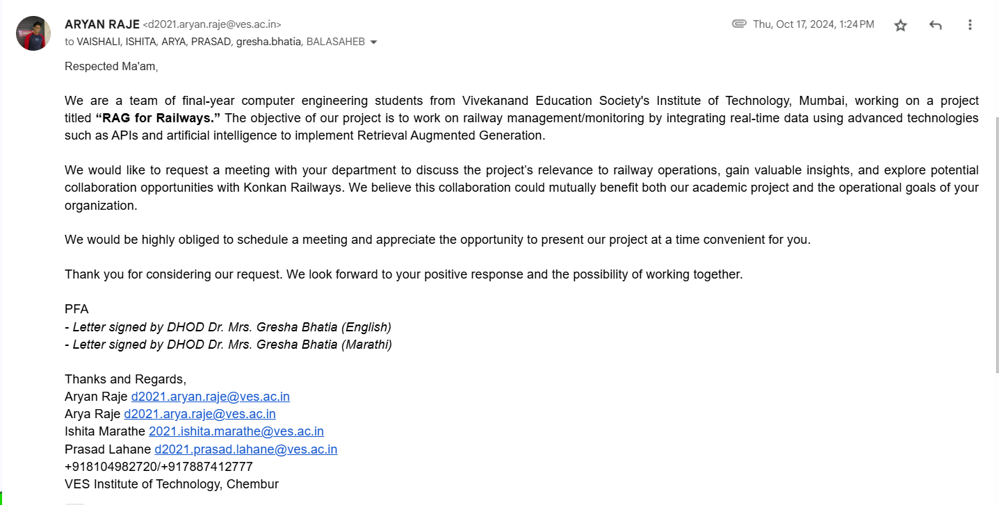 ARYAN RAJE <d2021.aryan.raje@ves.ac.in>
Thu, Oct 17, 2024, 1:24 PM
to VAISHALI, ISHITA, ARYA, PRASAD, gresha.bhatia, BALASAHEB
Respected Ma'am,
We are a team of final-year computer engineering students from Vivekanand Education Society's Institute of Technology, Mumbai, working on a project
titled “RAG for Railways.” The objective of our project is to work on railway management/monitoring by integrating real-time data using advanced technologies
such as APIs and artificial intelligence to implement Retrieval Augmented Generation.
We would like to request a meeting with your department to discuss the project’s relevance to railway operations, gain valuable insights, and explore potential
collaboration opportunities with Konkan Railways. We believe this collaboration could mutually benefit both our academic project and the operational goals of your
organization.
We would be highly obliged to schedule a meeting and appreciate the opportunity to present our project at a time convenient for you.
Thank you for considering our request. We look forward to your positive response and the possibility of working together.
PFA
- Letter signed by DHOD Dr. Mrs. Gresha Bhatia (English)
- Letter signed by DHOD Dr. Mrs. Gresha Bhatia (Marathi)
Thanks and Regards,
Aryan Raje d2021.aryan.raje@ves.ac.in
Arya Raje d2021.arya.raje@ves.ac.in
Ishita Marathe 2021.ishita.marathe@ves.ac.in
Prasad Lahane d2021.prasad.lahane@ves.ac.in
+918104982720/+917887412777
VES Institute of Technology, Chembur